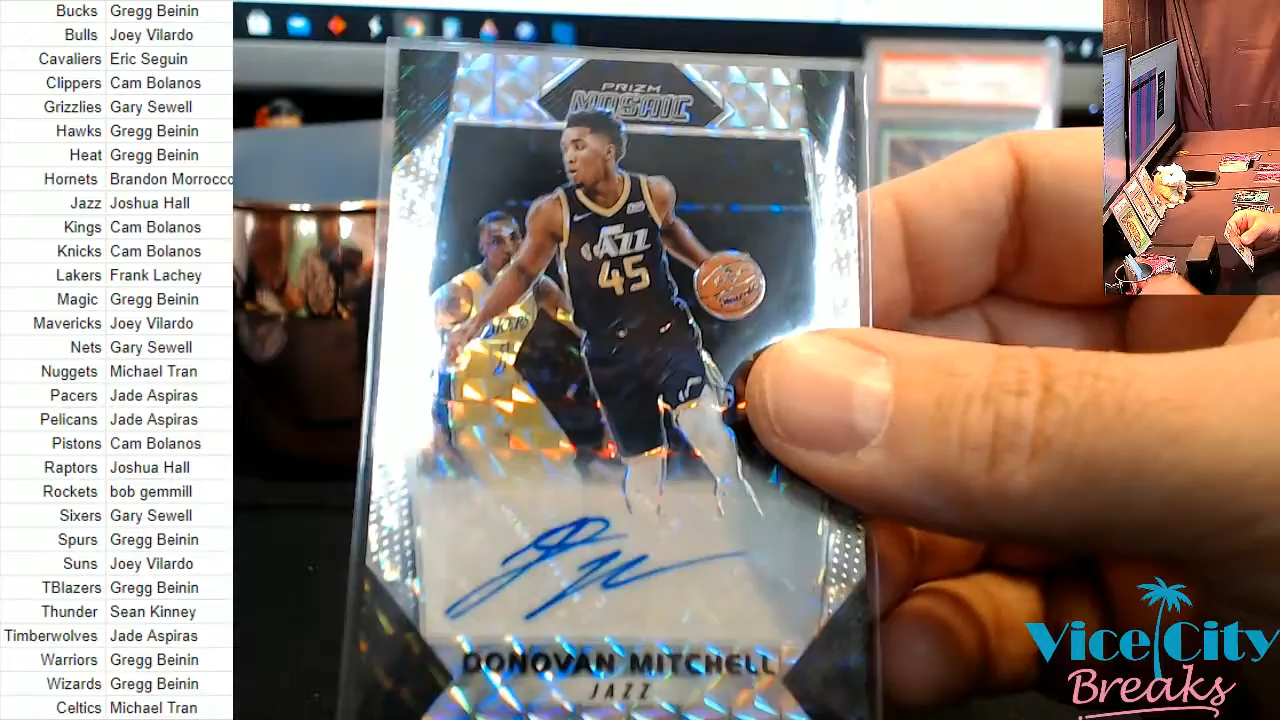 Bucks Gregg Beinin
Bulls Joey Vilardo
Cavaliers Eric Seguin
Clippers Cam Bolanos
Grizzlies Gary Sewell
Hawks Gregg Beinin
Heat Gregg Beinin
Hornets Brandon Morrocco
Jazz Joshua Hall
Kings Cam Bolanos
Knicks Cam Bolanos
Lakers Frank Lachey
Magic Gregg Beinin
Mavericks Joey Vilardo
Nets Gary Sewell
Nuggets Michael Tran
Pacers Jade Aspiras
Pelicans Jade Aspiras
Pistons Cam Bolanos
Raptors Joshua Hall
Rockets bob gemmill
Sixers Gary Sewell
Spurs Gregg Beinin
Suns Joey Vilardo
TBlazers Gregg Beinin
Thunder Sean Kinney
Timberwolves Jade Aspiras
Warriors Gregg Beinin
Wizards Gregg Beinin
Celtics Michael Tran
PRIZM
MOSAIC
JAZZ
45
DONOVAN MITCHELL
JAZZ
Vice City
Breaks